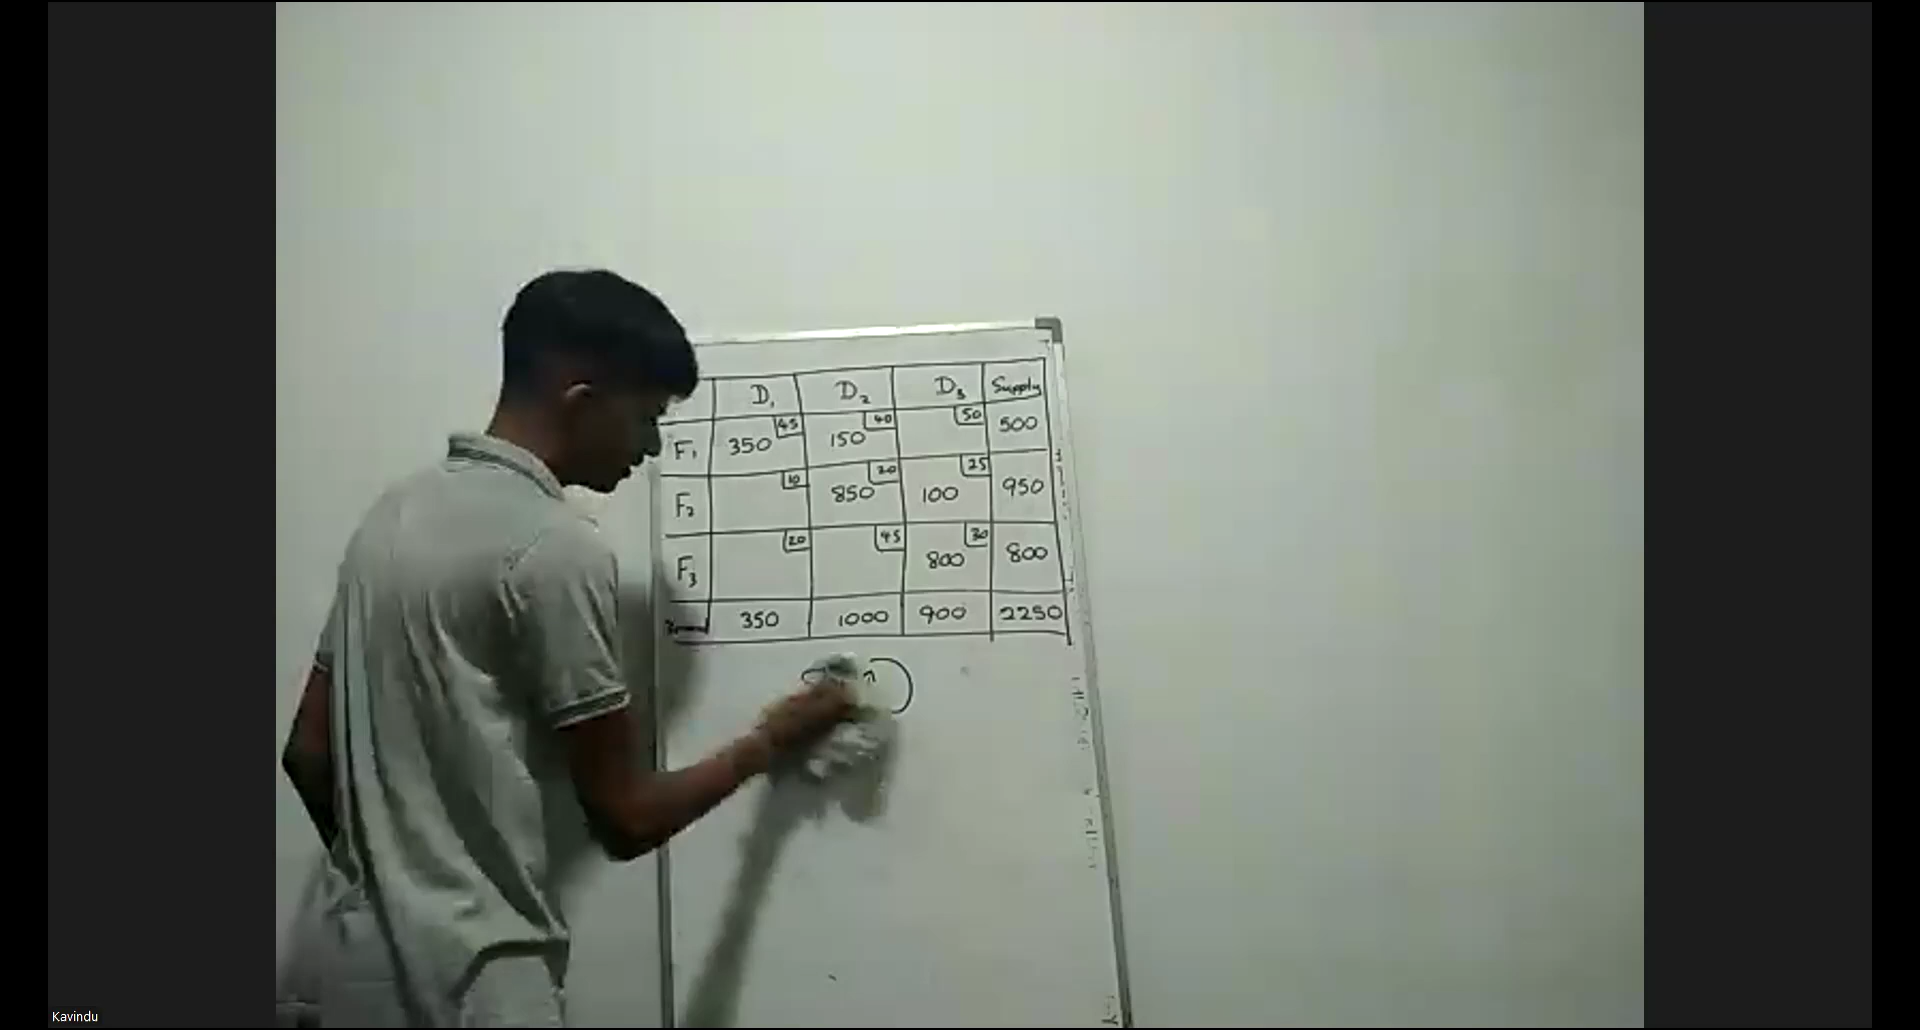 D₁ D₂ D₃ Supply
F₁ 350 45 150 40 50 500
F₂ 10 850 20 100 25 950
F₃ 20 45 800 30 800
350 1000 900 2250
Kavindu